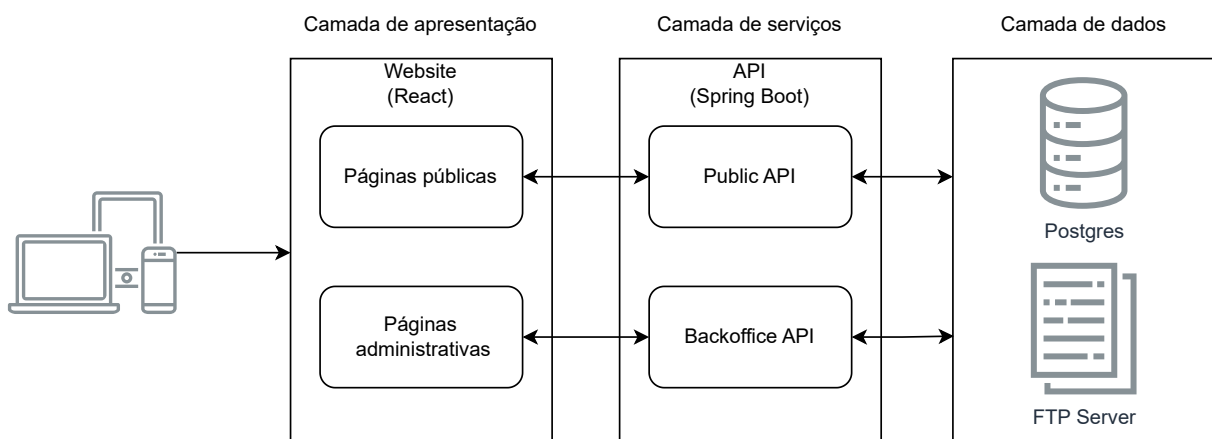 Camada de apresentação
Camada de serviços
Camada de dados
Website
(React)
API
(Spring Boot)
Páginas públicas
Public API
Postgres
Páginas
administrativas
Backoffice API
FTP Server